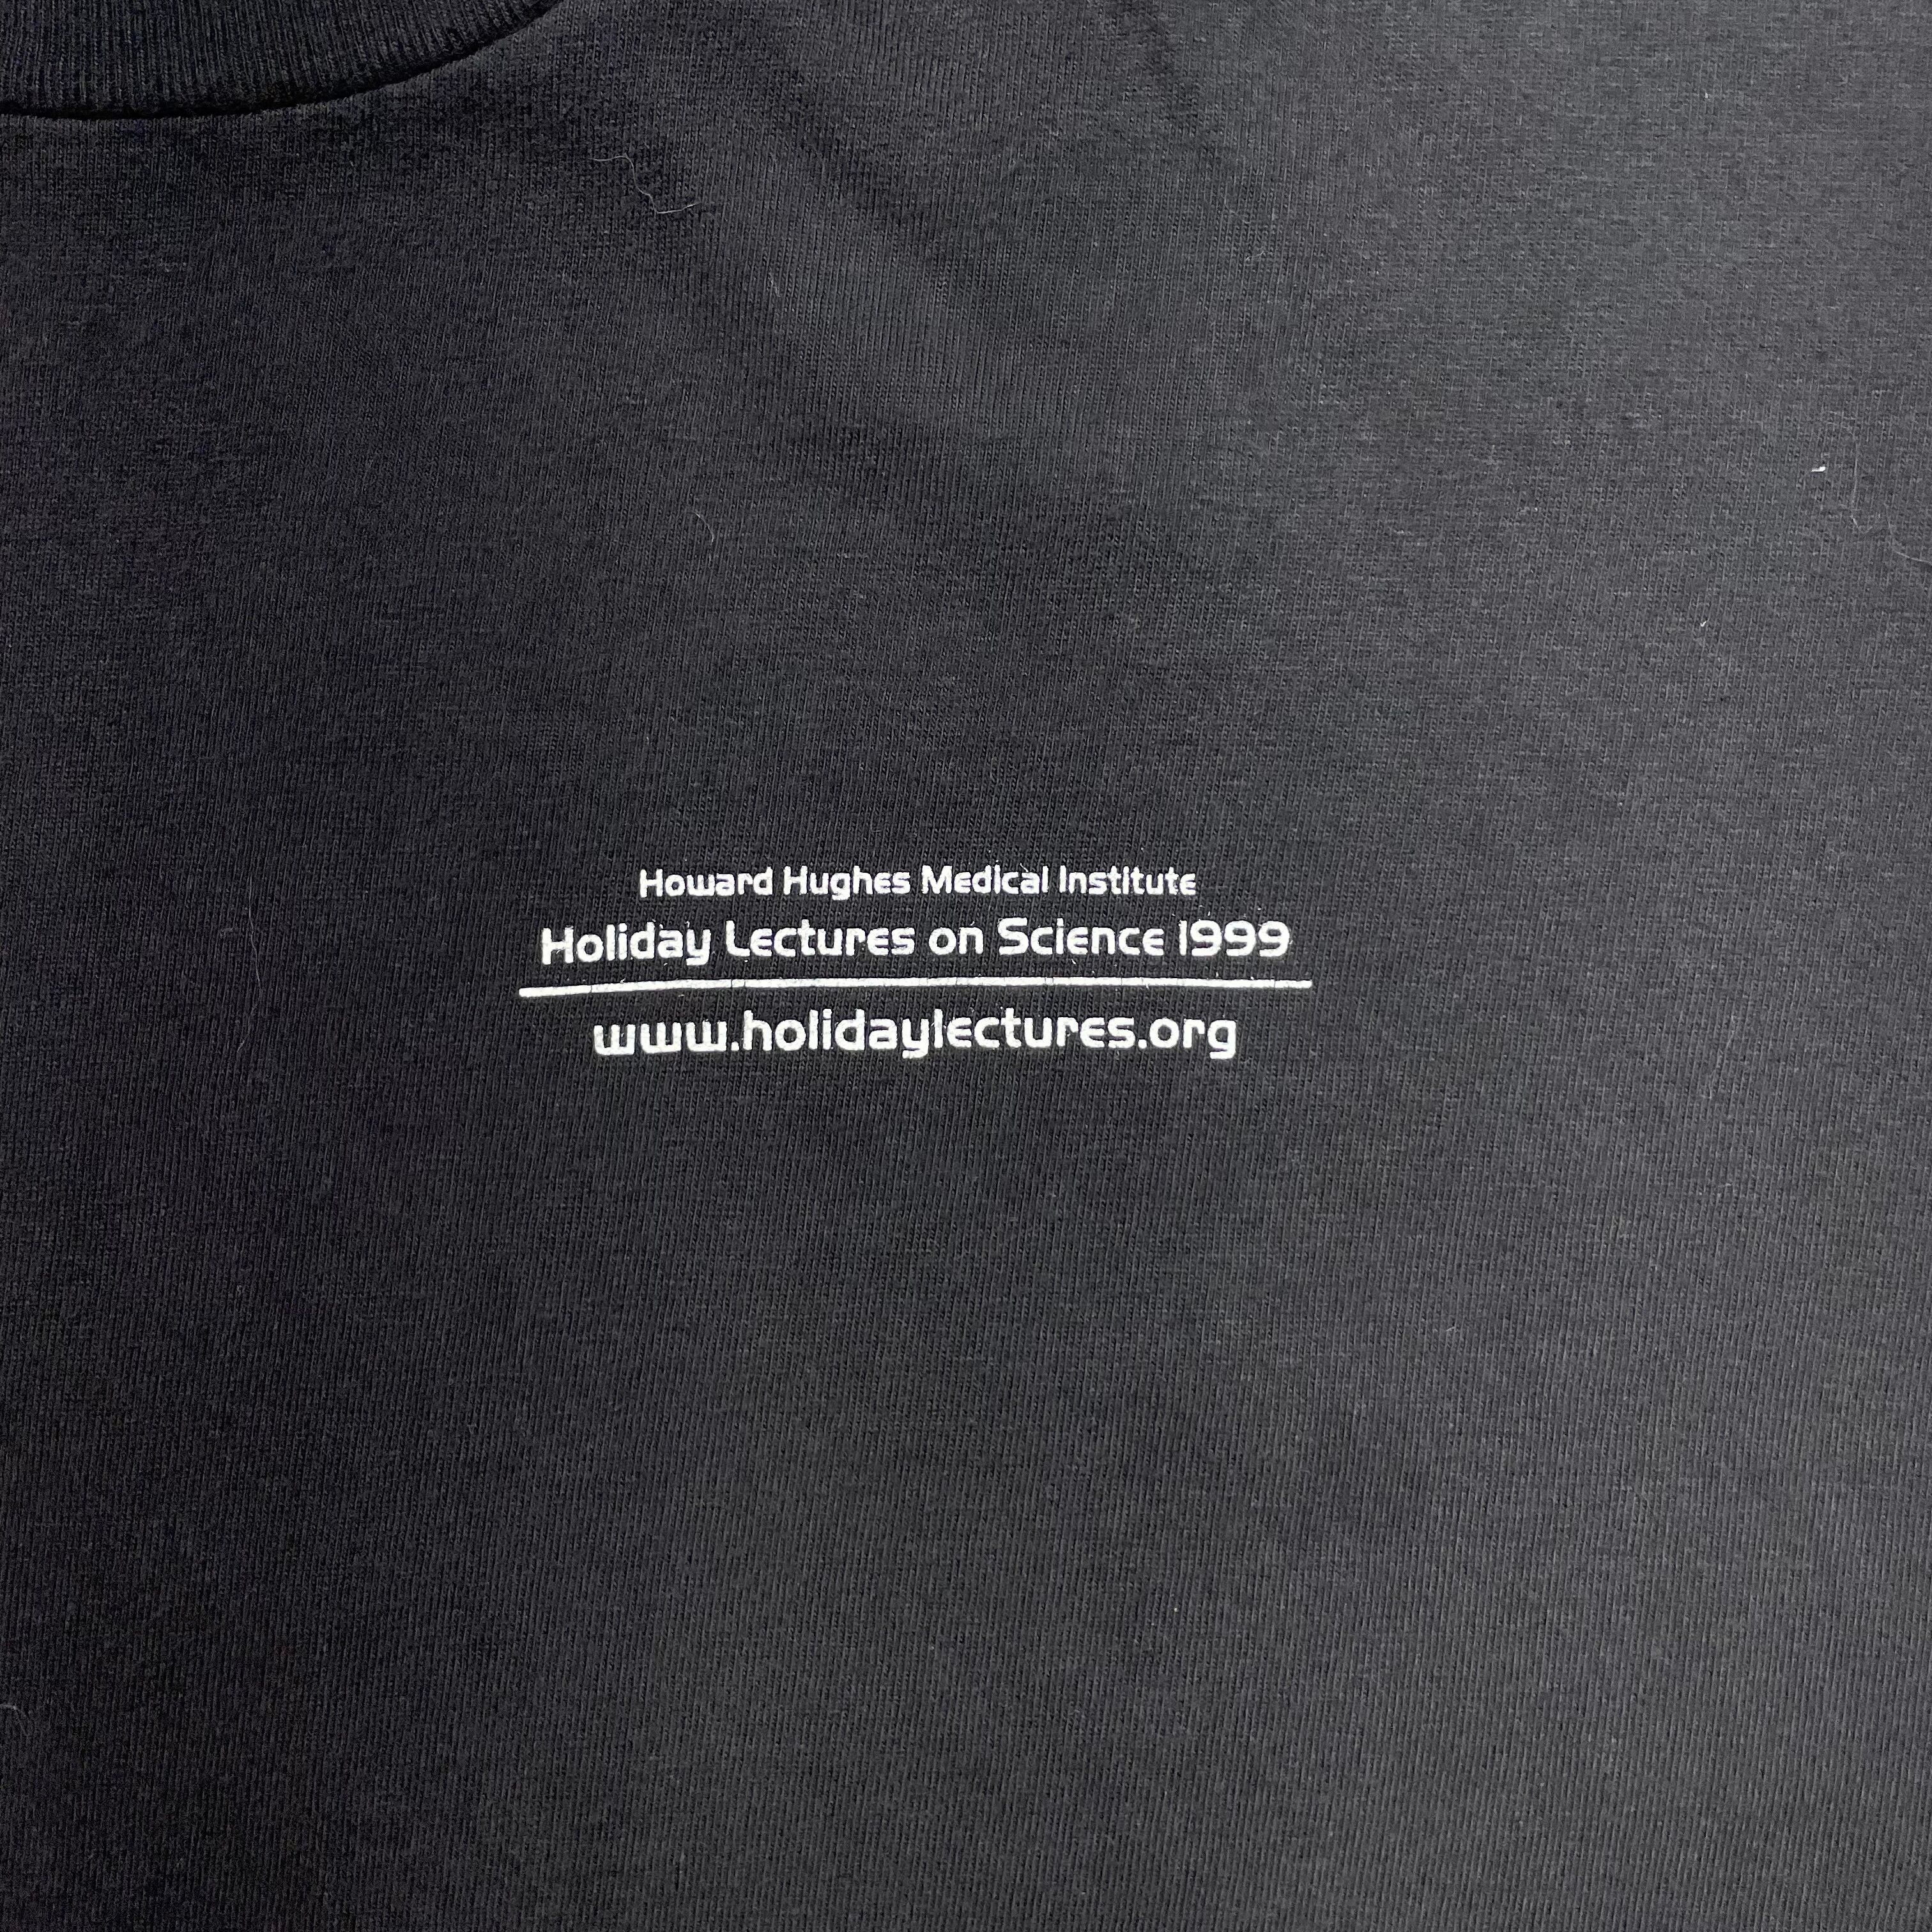 Howard Hughes Medical Institute
Holiday Lectures on Science 1999
www.holidaylectures.org